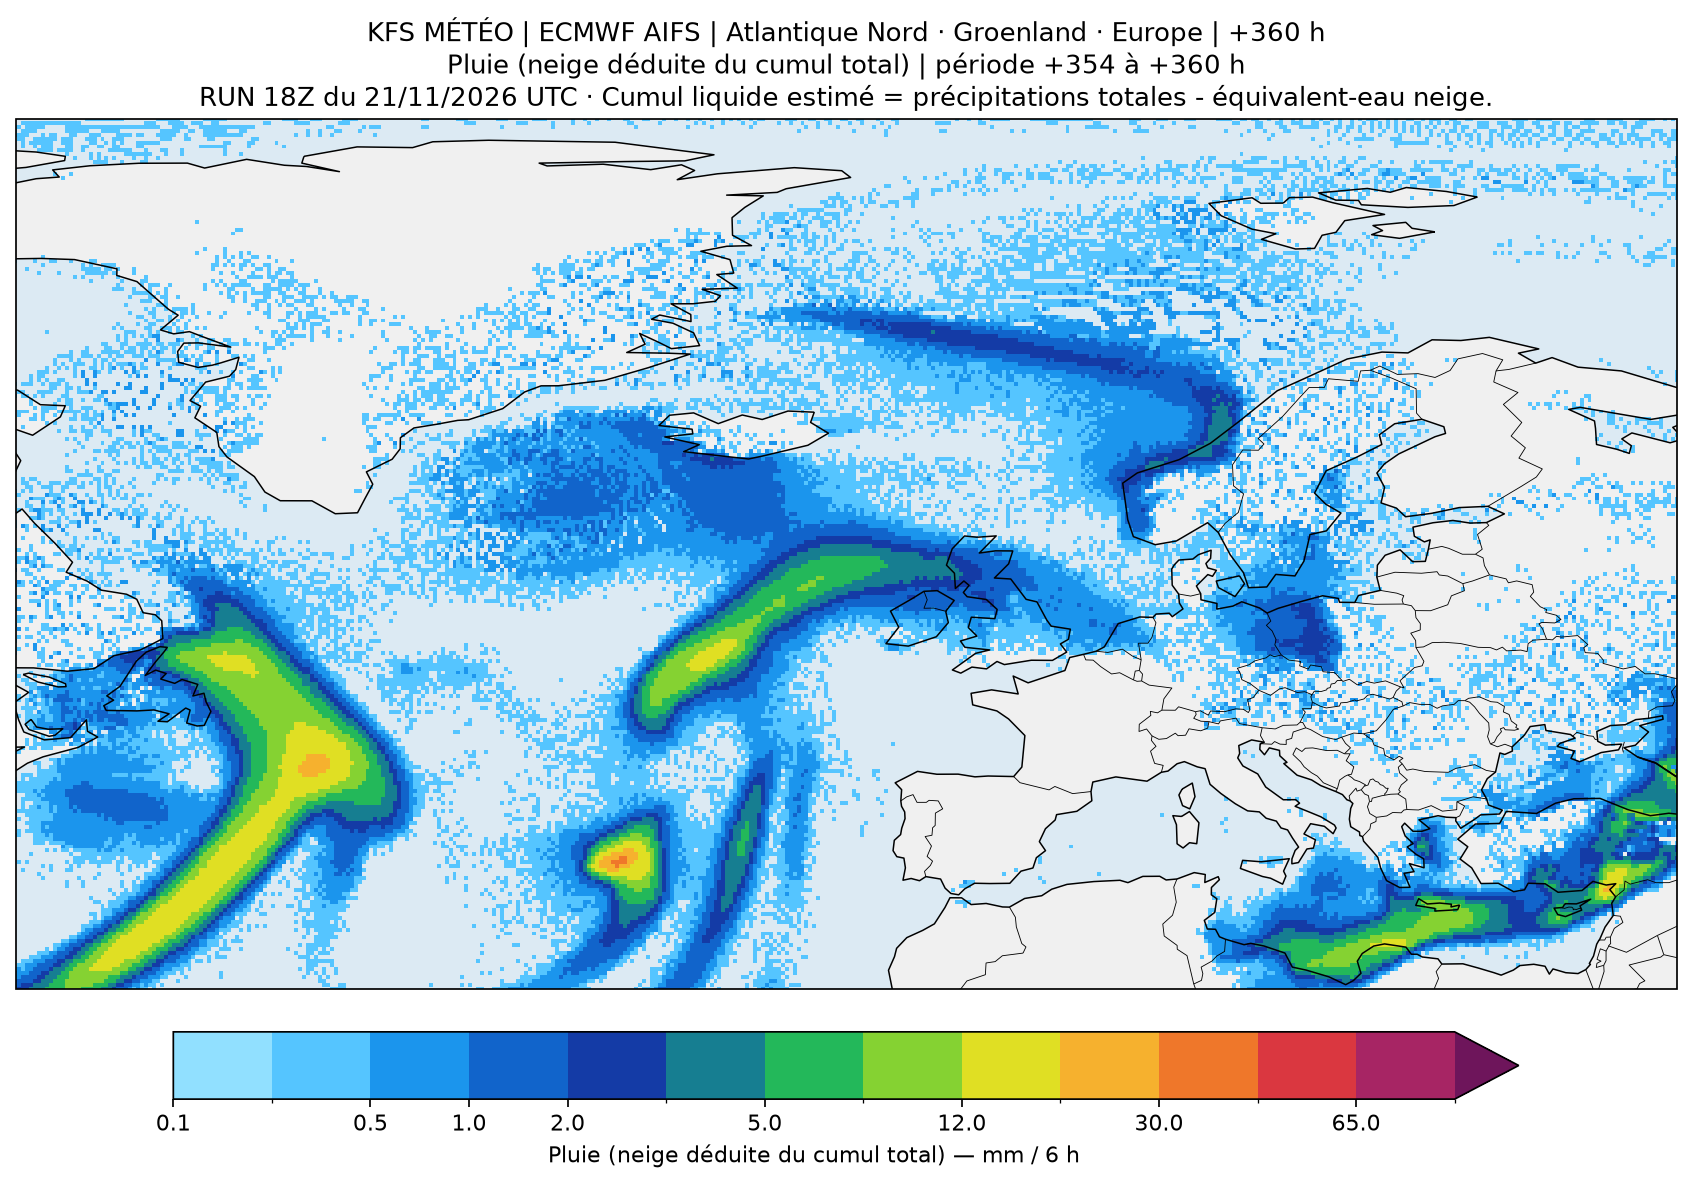 KFS MÉTÉO | ECMWF AIFS | Atlantique Nord · Groenland · Europe | +360 h
Pluie (neige déduite du cumul total) | période +354 à +360 h
RUN 18Z du 21/11/2026 UTC · Cumul liquide estimé = précipitations totales - équivalent-eau neige.
0.1 0.5 1.0 2.0 5.0 12.0 30.0 65.0
Pluie (neige déduite du cumul total) — mm / 6 h